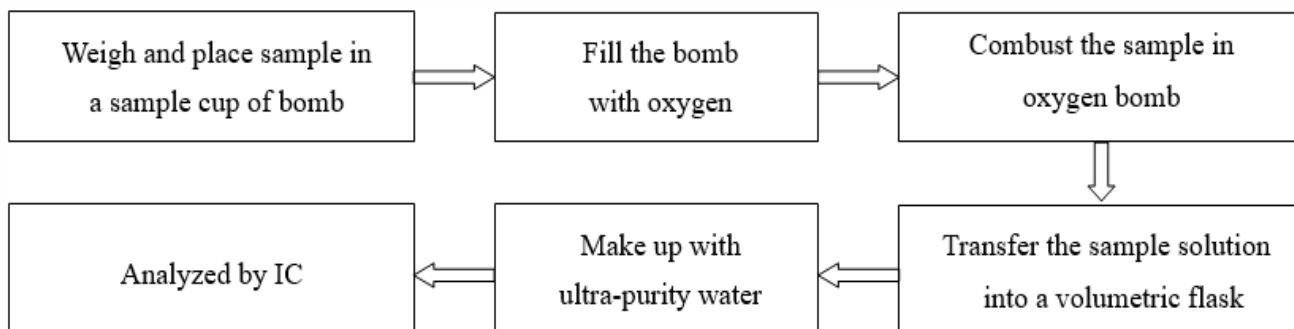 Weigh and place sample in
a sample cup of bomb
Fill the bomb
with oxygen
Combust the sample in
oxygen bomb
Transfer the sample solution
into a volumetric flask
Make up with
ultra-purity water
Analyzed by IC